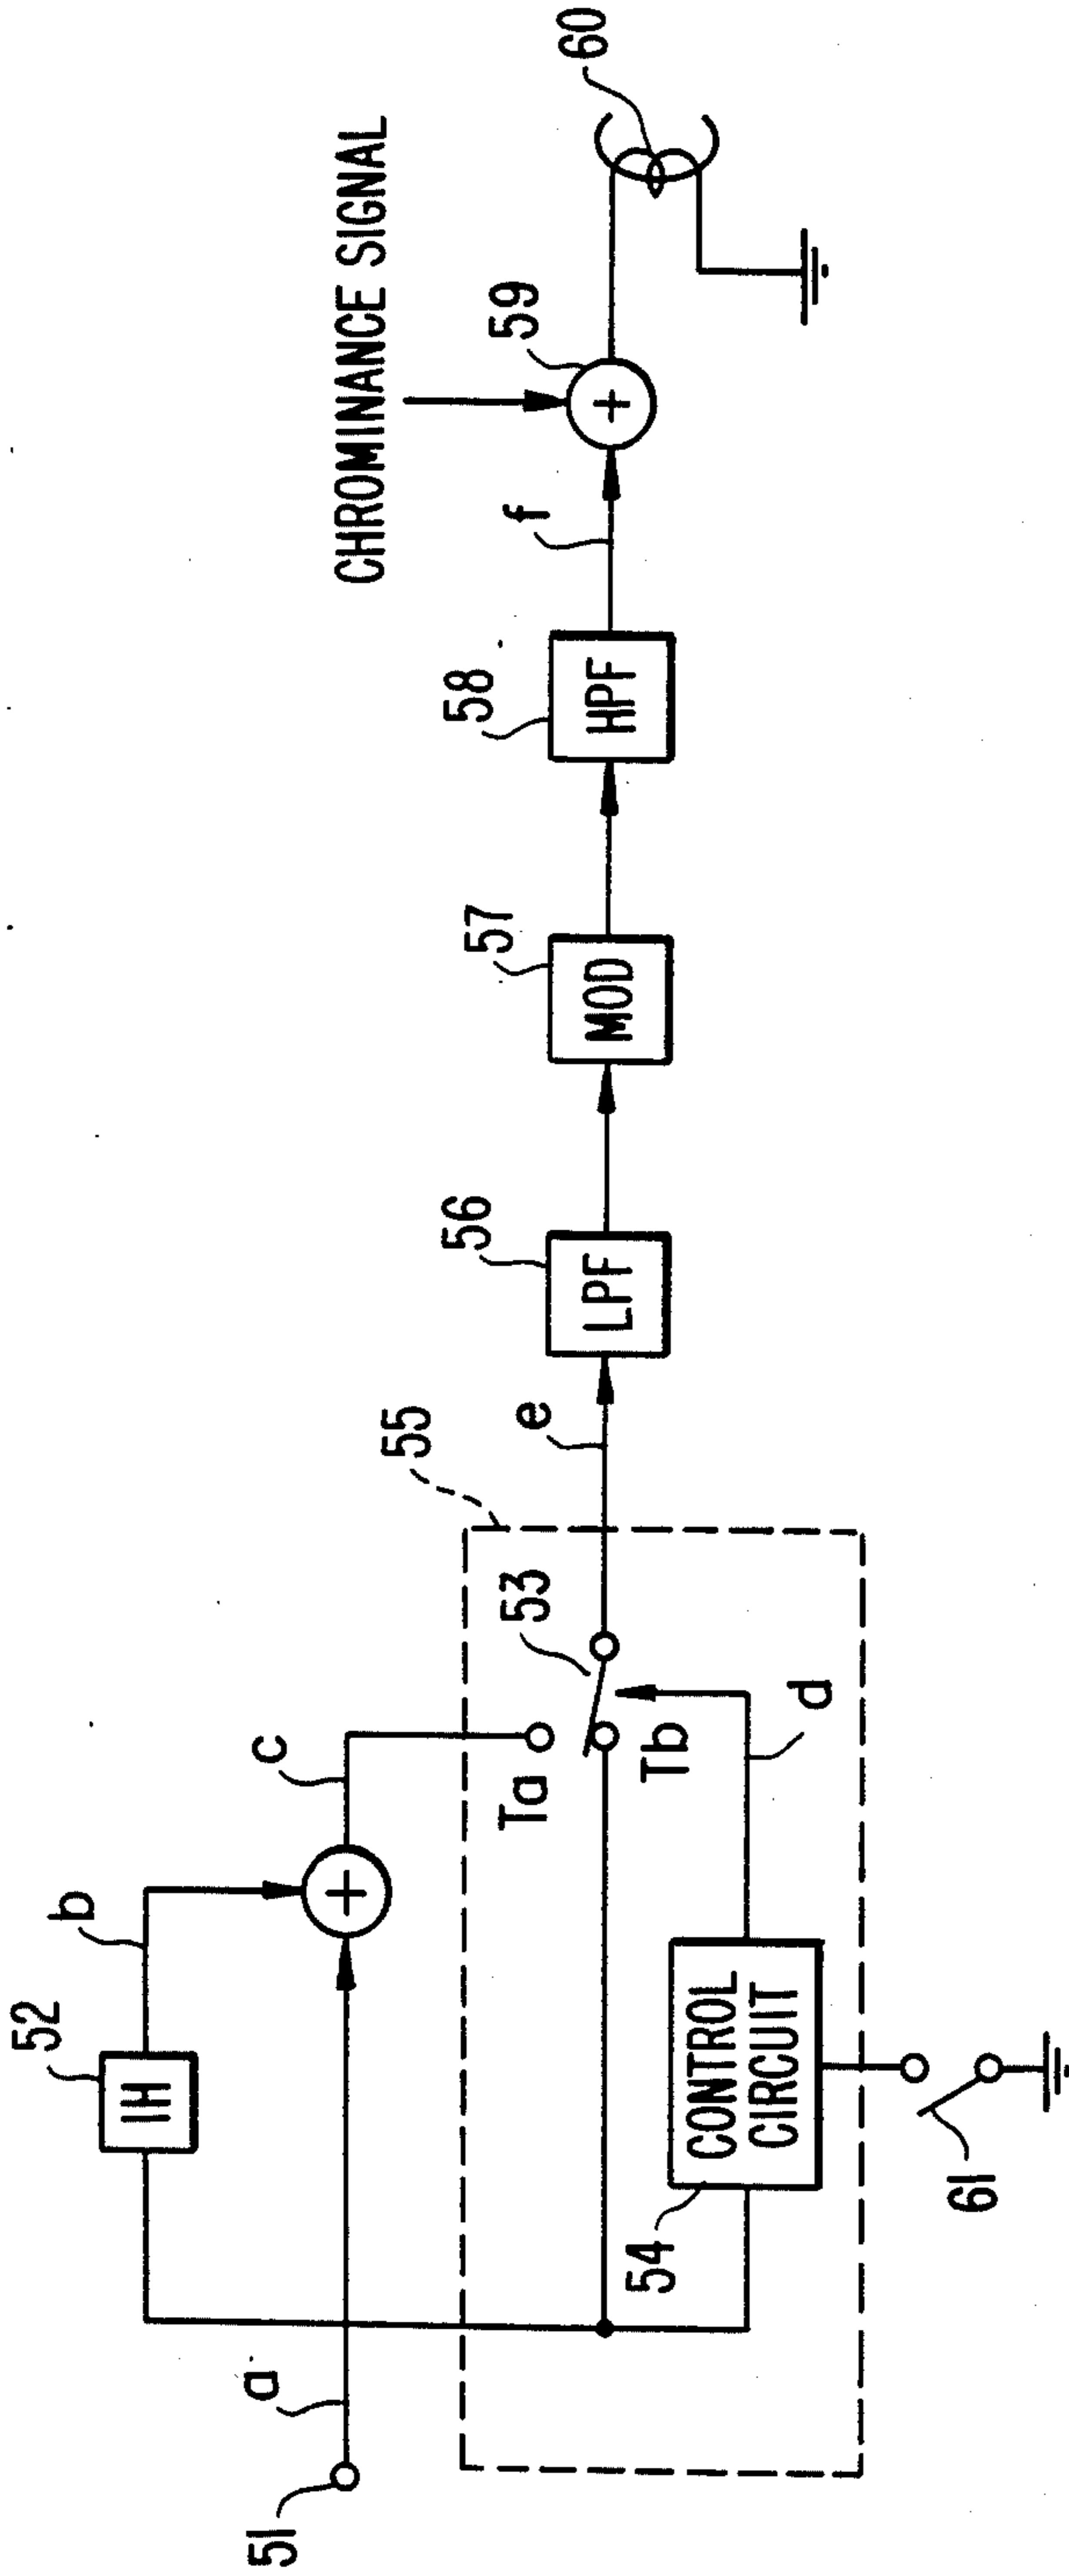 CHROMINANCE SIGNAL
52
1H
b
c
a
51
Ta
Tb
53
55
e
d
54
CONTROL
CIRCUIT
61
56
LPF
57
MOD
58
HPF
f
59
60